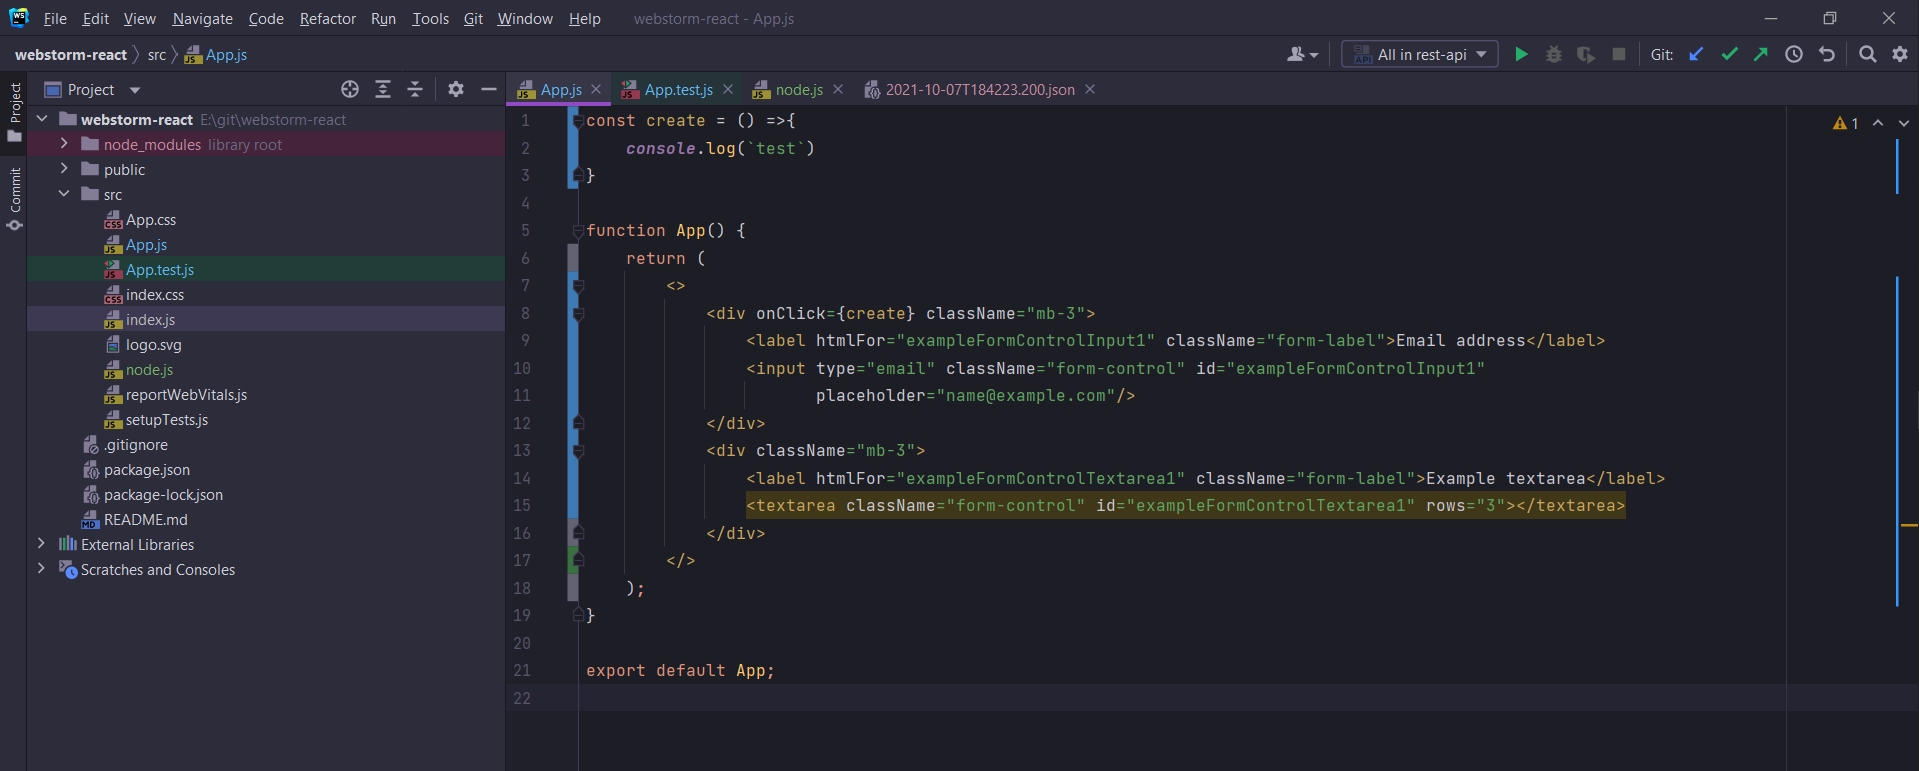 WS File Edit View Navigate Code Refactor Run Tools Git Window Help webstorm-react - App.js
webstorm-react src App.js
All in rest-api Git:
Project
Commit
Project
webstorm-react E:\git\webstorm-react
node_modules library root
public
src
App.css
App.js
App.test.js
index.css
index.js
logo.svg
node.js
reportWebVitals.js
setupTests.js
.gitignore
package.json
package-lock.json
README.md
External Libraries
Scratches and Consoles
App.js App.test.js node.js 2021-10-07T184223.200.json
1
1 const create = () =>{
2 console.log(`test`)
3 }
4
5 function App() {
6 return (
7 <>
8 <div onClick={create} className="mb-3">
9 <label htmlFor="exampleFormControlInput1" className="form-label">Email address</label>
10 <input type="email" className="form-control" id="exampleFormControlInput1"
11 placeholder="name@example.com"/>
12 </div>
13 <div className="mb-3">
14 <label htmlFor="exampleFormControlTextarea1" className="form-label">Example textarea</label>
15 <textarea className="form-control" id="exampleFormControlTextarea1" rows="3"></textarea>
16 </div>
17 </>
18 );
19 }
20
21 export default App;
22